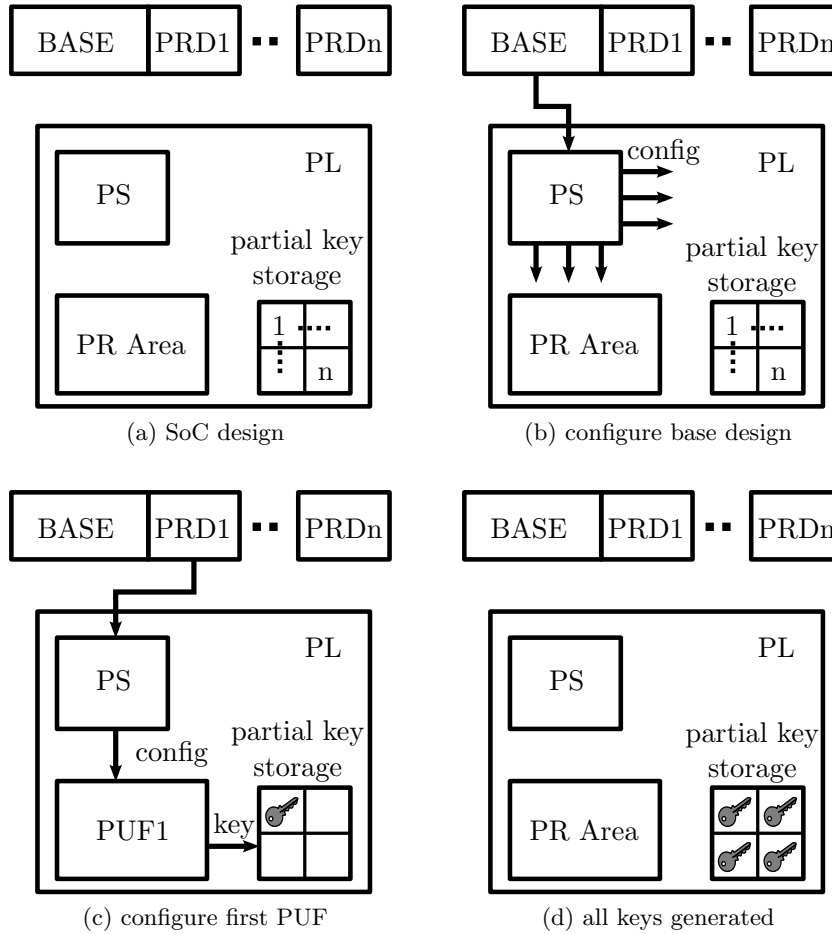 BASE PRD1 PRDn
PL
PS
partial key
storage
PR Area
1
n
(a) SoC design
BASE PRD1 PRDn
config
PL
PS
partial key
storage
PR Area
1
n
(b) configure base design
BASE PRD1 PRDn
PL
PS
config
partial key
storage
PUF1
key
(c) configure first PUF
BASE PRD1 PRDn
PL
PS
partial key
storage
PR Area
(d) all keys generated